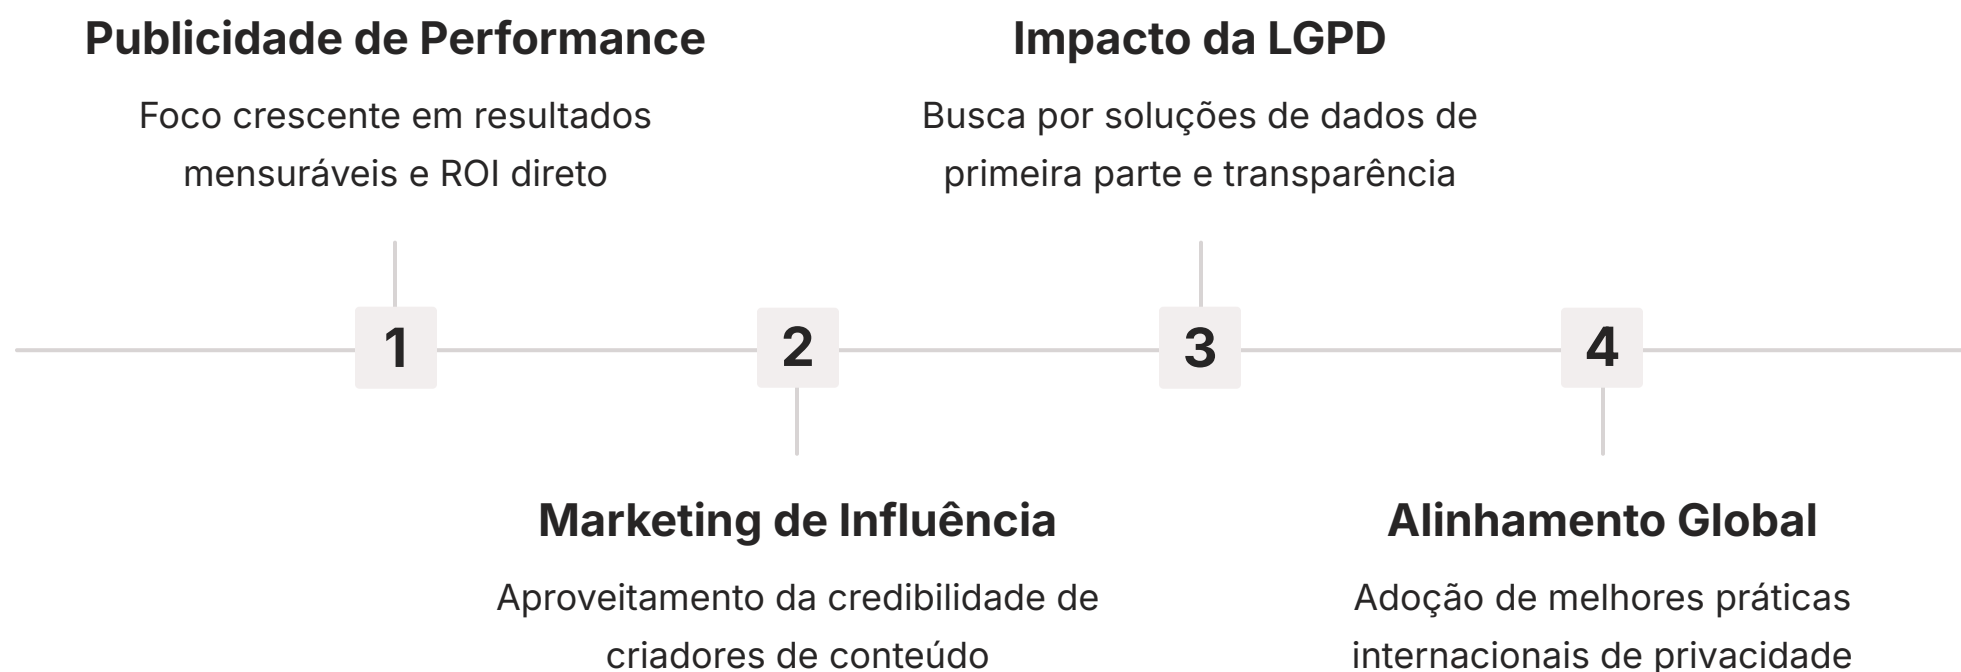 Publicidade de Performance
Foco crescente em resultados
mensuráveis e ROI direto
Impacto da LGPD
Busca por soluções de dados de
primeira parte e transparência
1
2
3
4
Marketing de Influência
Aproveitamento da credibilidade de
criadores de conteúdo
Alinhamento Global
Adoção de melhores práticas
internacionais de privacidade